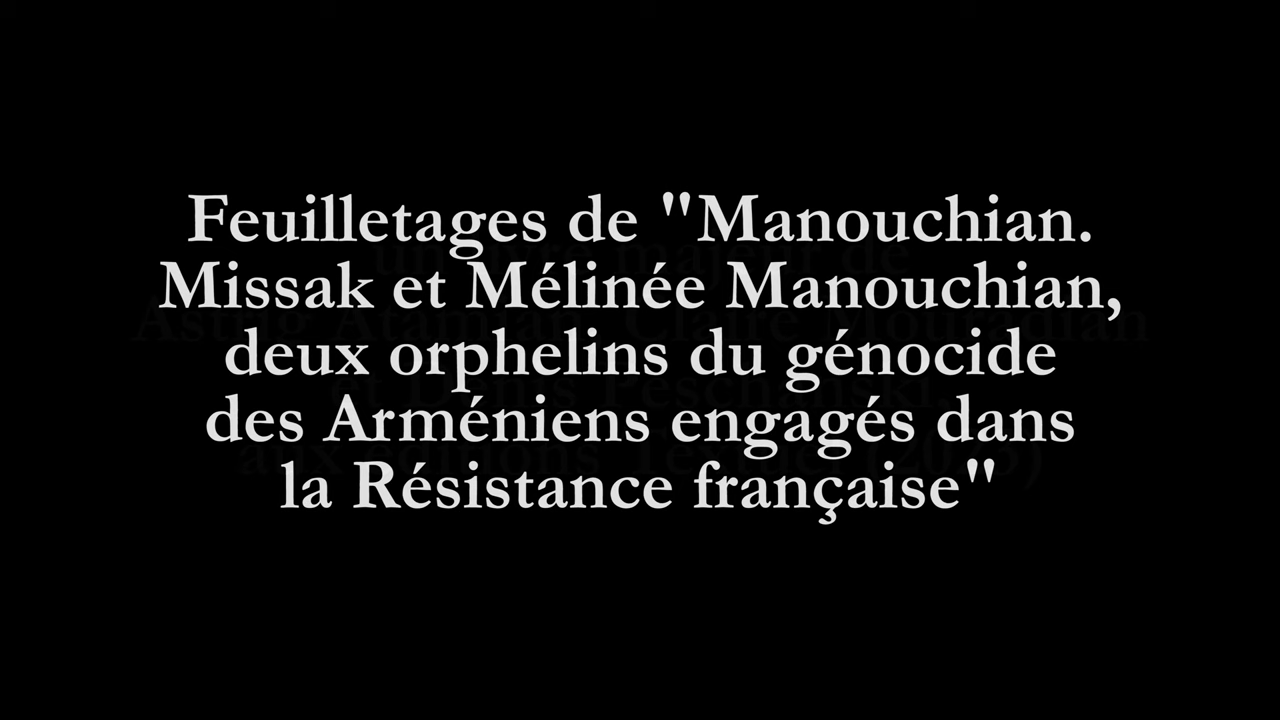 Feuilletages de "Manouchian.
Missak et Mélinée Manouchian,
deux orphelins du génocide
des Arméniens engagés dans
la Résistance française"